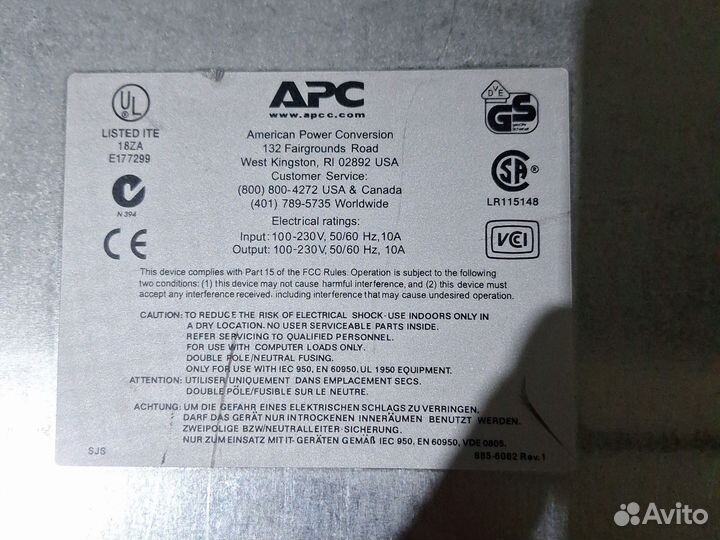 UL
LISTED ITE
18ZA
E177299
N 394
CE
APC
www.apcc.com
American Power Conversion
132 Fairgrounds Road
West Kingston, RI 02892 USA
Customer Service:
(800) 800-4272 USA & Canada
(401) 789-5735 Worldwide
Electrical ratings:
Input: 100-230V, 50/60 Hz, 10A
Output: 100-230V, 50/60 Hz, 10A
DVE
GS
SA
®
LR115148
VCI
This device complies with Part 15 of the FCC Rules. Operation is subject to the following
two conditions: (1) this device may not cause harmful interference, and (2) this device must
accept any interference received, including interference that may cause undesired operation.
CAUTION: TO REDUCE THE RISK OF ELECTRICAL SHOCK-USE INDOORS ONLY IN
A DRY LOCATION. NO USER SERVICEABLE PARTS INSIDE.
REFER SERVICING TO QUALIFIED PERSONNEL.
FOR USE WITH COMPUTER LOADS ONLY.
DOUBLE POLE/NEUTRAL FUSING.
ONLY FOR USE WITH IEC 950, EN 60950, UL 1950 EQUIPMENT.
ATTENTION: UTILISER UNIQUEMENT DANS EMPLACEMENT SECS.
DOUBLE PÔLE/FUSIBLE SUR LE NEUTRE.
ACHTUNG: UM DIE GEFAHR EINES ELEKTRISCHEN SCHLAGS ZU VERRINGEN,
DARF DAS GERÄT NUR IN TROCKENEN INNERÄUMEN BENUTZT WERDEN.
ZWEIPOLIGE BZW/NEUTRALLEITER-SICHERUNG.
NUR ZUM EINSATZ MIT IT-GERÄTEN GEMÄß IEC 950, EN 60950, VDE 0805.
SJS
885-6082 Rev.1
Avito